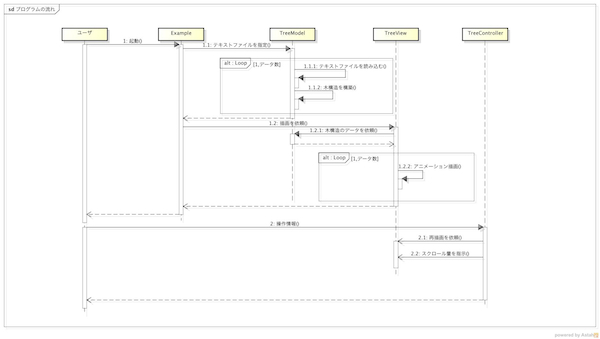 sd プログラムの流れ
ユーザ
Example
TreeModel
TreeView
TreeController
1: 起動()
1.1: テキストファイルを指定()
alt : Loop
[1,データ数]
1.1.1: テキストファイルを読み込む()
1.1.2: 木構造を構築()
1.2: 描画を依頼()
1.2.1: 木構造のデータを依頼()
alt : Loop
[1,データ数]
1.2.2: アニメーション描画()
2: 操作情報()
2.1: 再描画を依頼()
2.2: スクロール量を指示()
powered by Astah